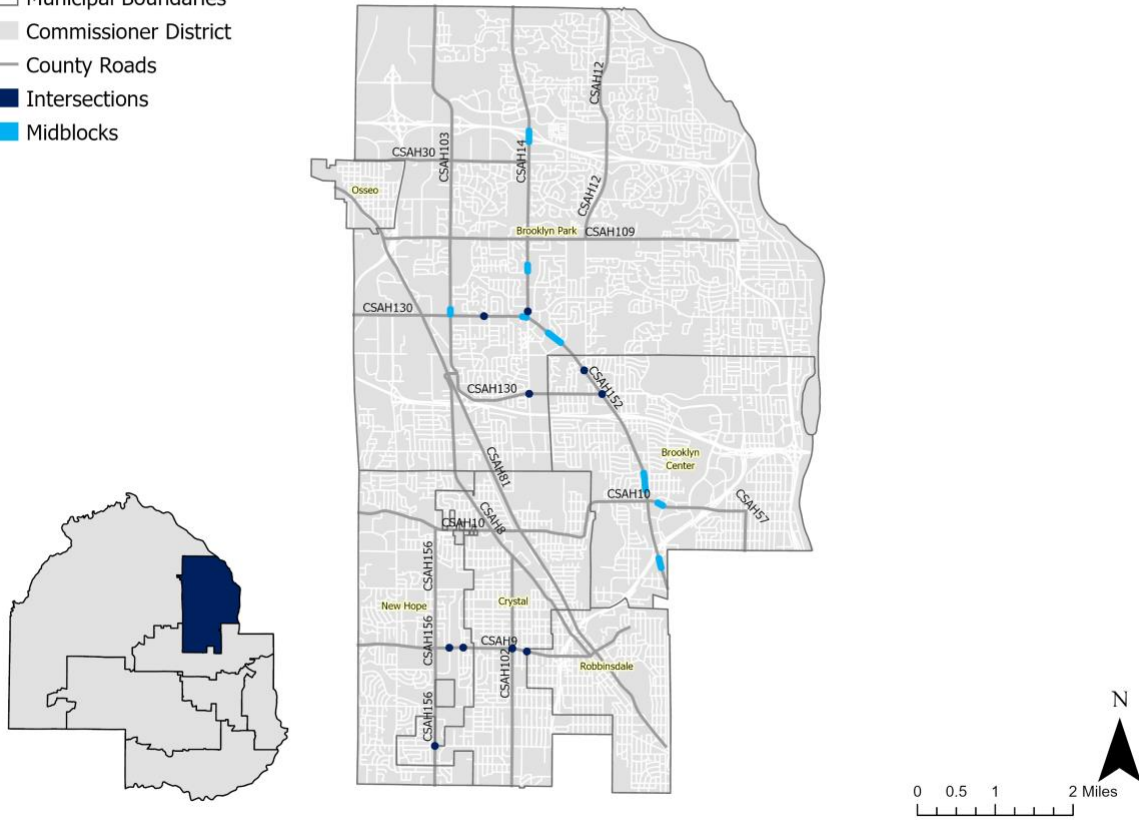 Municipal Boundaries
Commissioner District
County Roads
Intersections
Midblocks
CSAH12
CSAH103
CSAH14
CSAH30
Osseo
CSAH12
Brooklyn Park
CSAH109
CSAH130
CSAH130
CSAH152
CSAH81
Brooklyn
Center
CSAH10
CSAH57
CSAH8
CSAH10
CSAH156
New Hope
Crystal
CSAH156
CSAH9
CSAH102
Robbinsdale
CSAH156
N
0 0.5 1 2 Miles